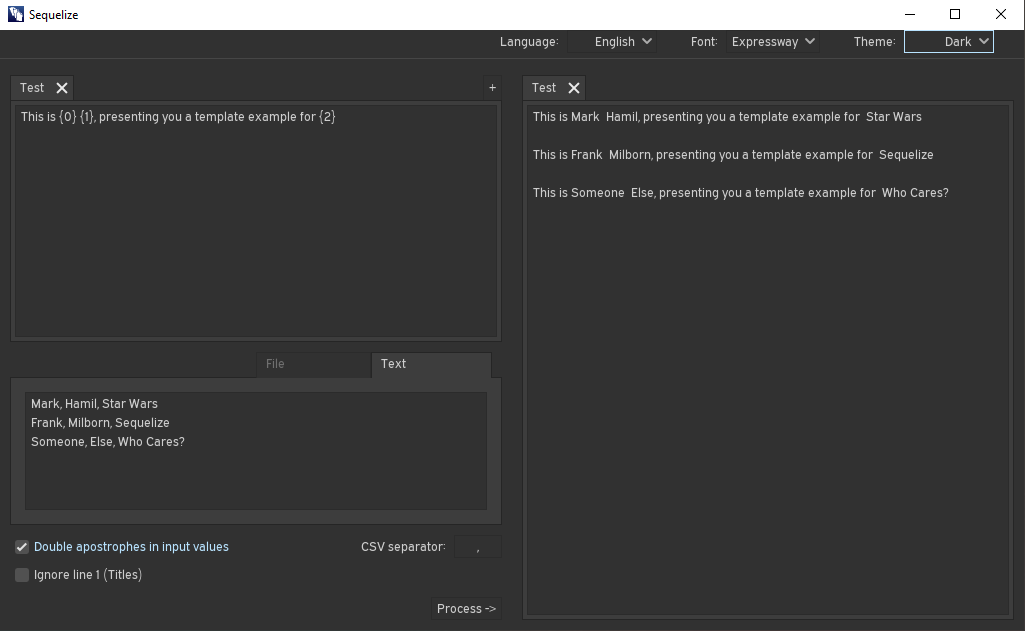 Sequelize
Language: English Font: Expressway Theme: Dark
Test
+
This is {0} {1}, presenting you a template example for {2}
File Text
Mark, Hamil, Star Wars
Frank, Milborn, Sequelize
Someone, Else, Who Cares?
Double apostrophes in input values CSV separator: ,
Ignore line 1 (Titles)
Process ->
Test
This is Mark  Hamil, presenting you a template example for  Star Wars
This is Frank  Milborn, presenting you a template example for  Sequelize
This is Someone  Else, presenting you a template example for  Who Cares?